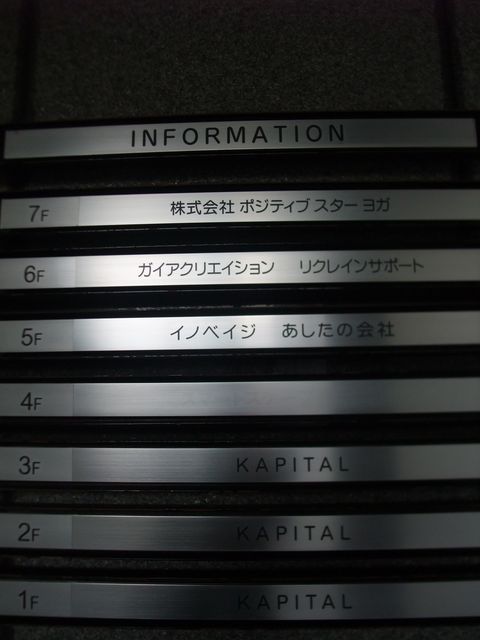 INFORMATION
7F 株式会社 ポジティブ スター ヨガ
6F ガイアクリエイション リクレインサポート
5F イノベイジ あしたの会社
4F
3F KAPITAL
2F KAPITAL
1F KAPITAL